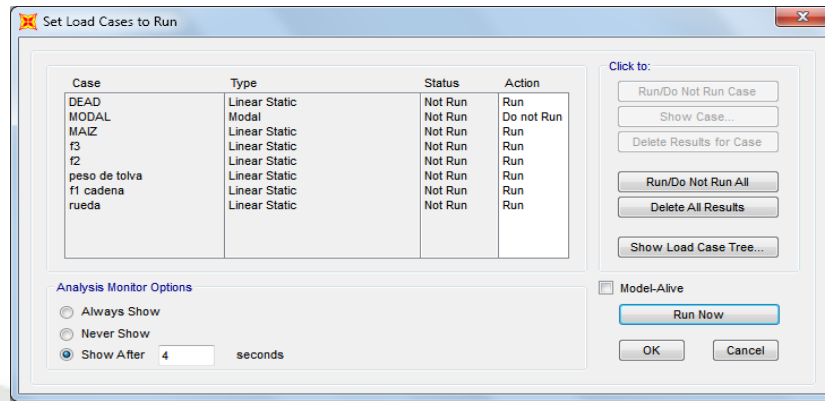 Set Load Cases to Run
Case Type Status Action
DEAD Linear Static Not Run Run
MODAL Modal Not Run Do not Run
MAIZ Linear Static Not Run Run
f3 Linear Static Not Run Run
f2 Linear Static Not Run Run
peso de tolva Linear Static Not Run Run
f1 cadena Linear Static Not Run Run
rueda Linear Static Not Run Run
Click to:
Run/Do Not Run Case
Show Case...
Delete Results for Case
Run/Do Not Run All
Delete All Results
Show Load Case Tree...
Analysis Monitor Options
Always Show
Never Show
Show After 4 seconds
Model-Alive
Run Now
OK Cancel